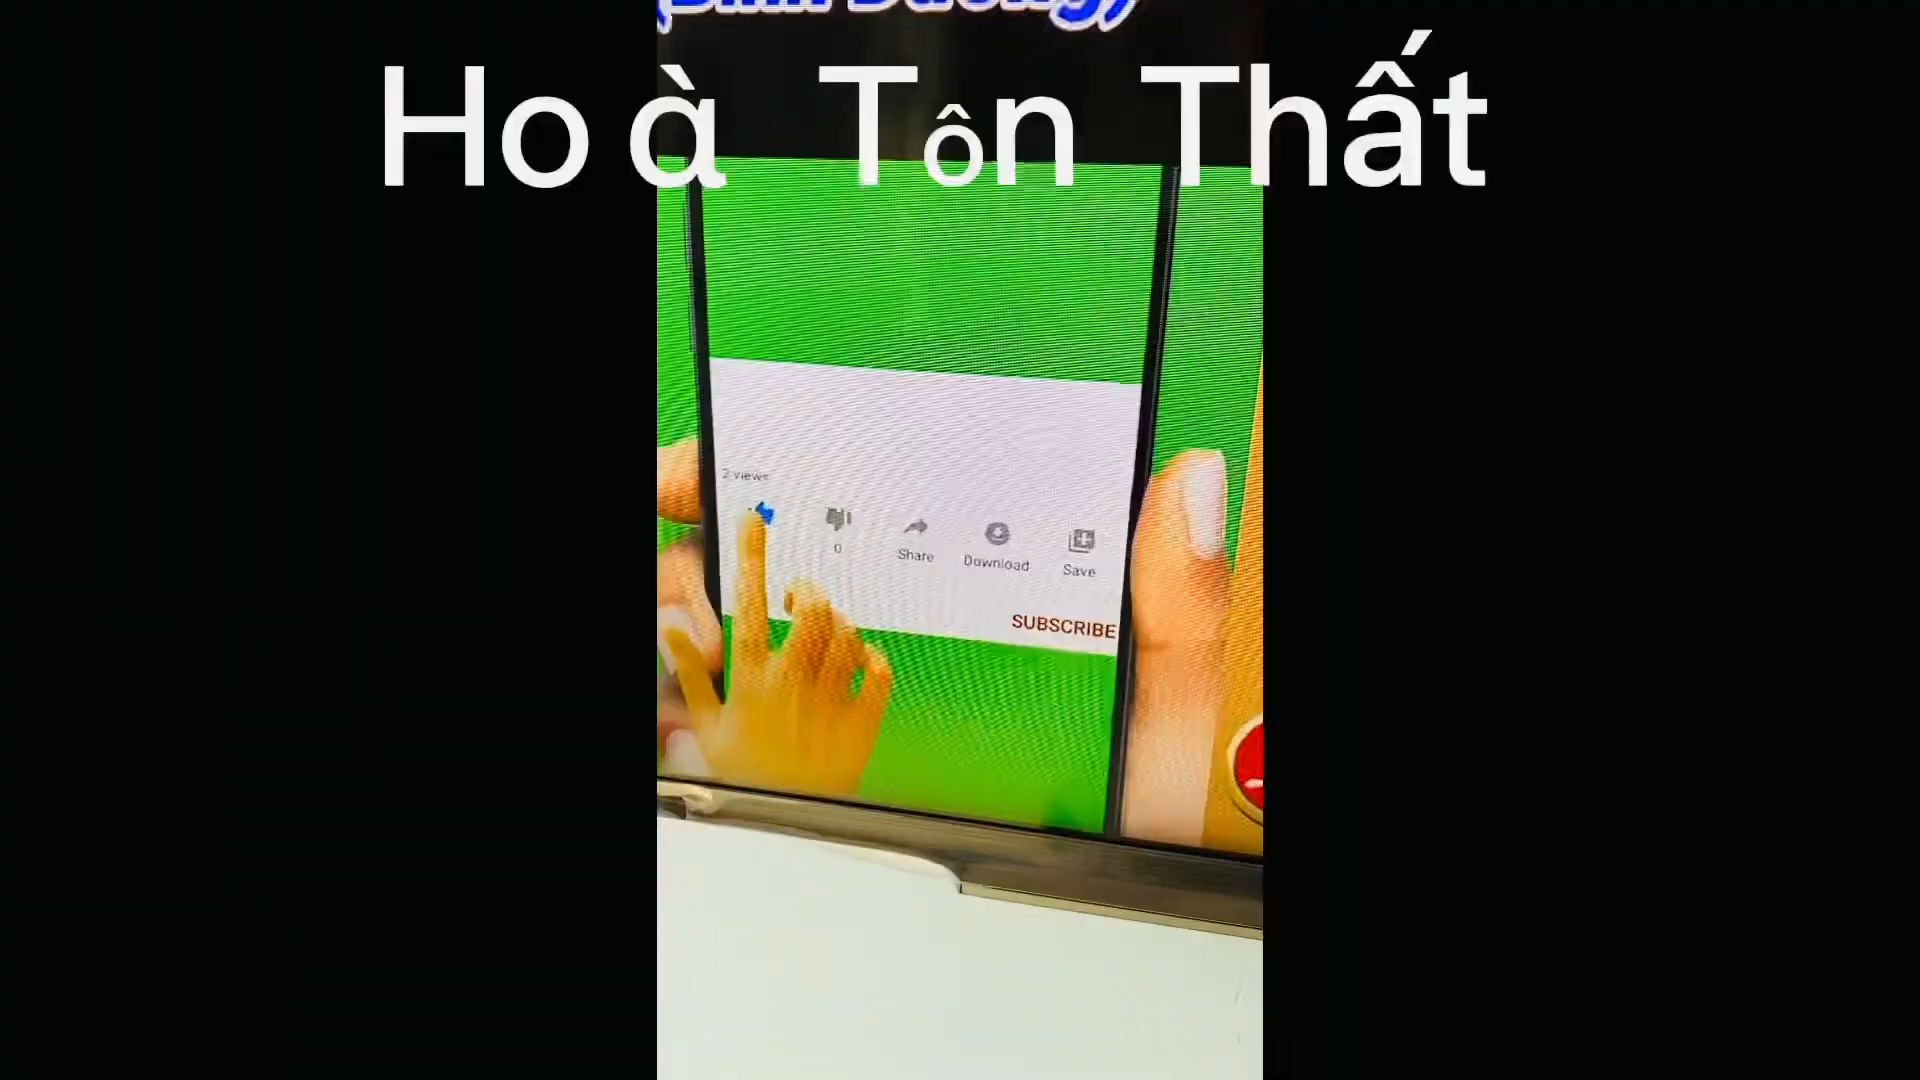 Hoà Tôn Thất
2 views
0
Share
Download
Save
SUBSCRIBE